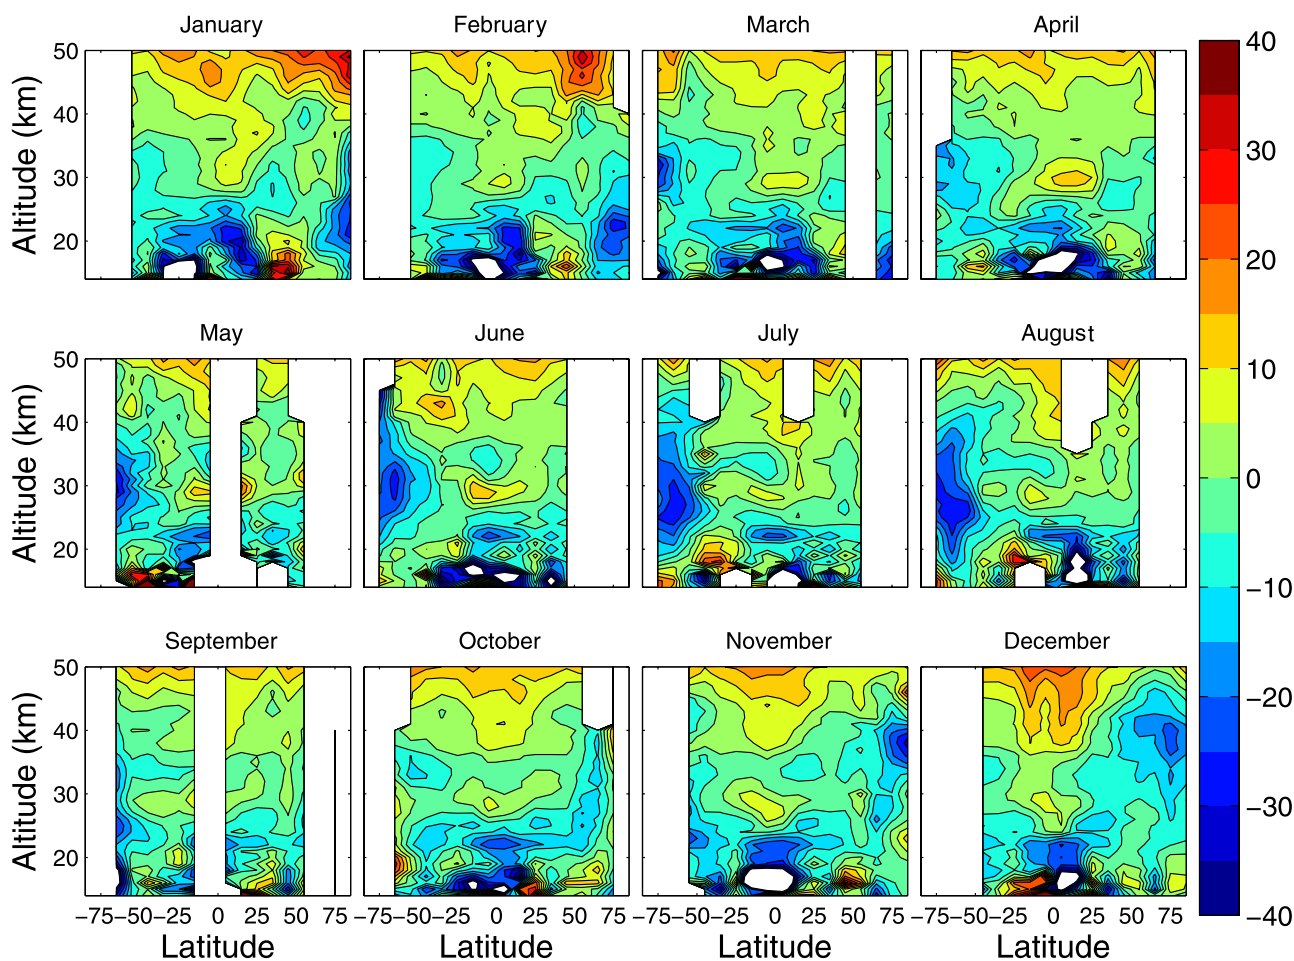 January February March April
50 40
Altitude (km) 40 30 20
30
20
May June July August
10
50
Altitude (km) 40 30 20
0
−10
September October November December
50
−20
Altitude (km) 40 30 20
−30
−75 −50 −25 0 25 50 75 −75 −50 −25 0 25 50 75 −75 −50 −25 0 25 50 75 −75 −50 −25 0 25 50 75 −40
Latitude Latitude Latitude Latitude